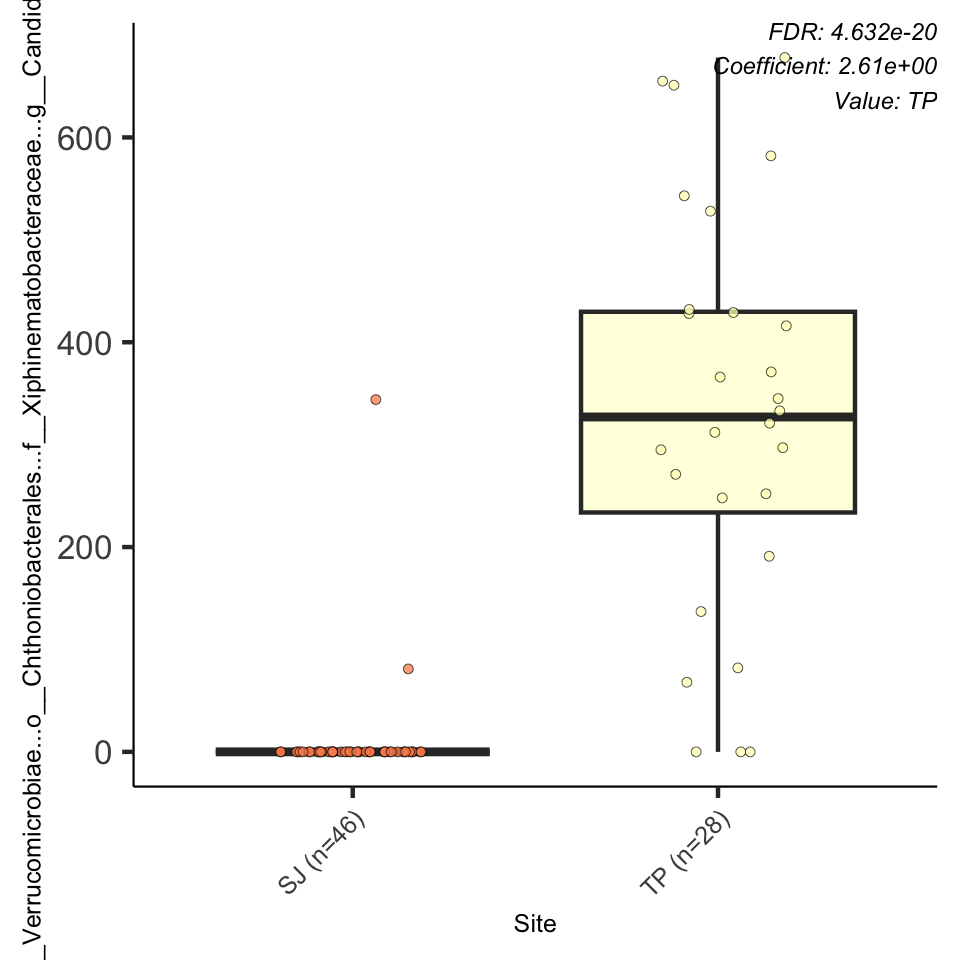 _Verrucomicrobiae...o__Chthoniobacterales...f__Xiphinematobacteraceae...g__Candid
FDR: 4.632e-20
Coefficient: 2.61e+00
Value: TP
600
400
200
0
SJ (n=46)
TP (n=28)
Site